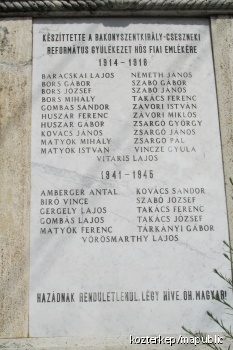 KÉSZÍTTETTE A BAKONYSZENTKIRÁLY-CSESZNEKI
REFORMÁTUS GYÜLEKEZET HŐS FIAI EMLÉKÉRE
1914-1918
BARACSKAI LAJOS NÉMETH JÁNOS
BORS GÁBOR SZABÓ GÁBOR
BORS JÓZSEF SZABÓ JÁNOS
BORS MIHÁLY TAKÁCS FERENC
GOMBÁS SÁNDOR ZÁVORI ISTVÁN
HUSZÁR FERENC ZÁVORI MIKLÓS
HUSZÁR GÁBOR ZSARGÓ GYÖRGY
KOVÁCS JÁNOS ZSARGÓ JÁNOS
MATYÓK MIHÁLY ZSARGÓ PÁL
MATYÓK ISTVÁN VINCZE GYULA
VITÁRIS LAJOS
1941-1945
AMBERGER ANTAL KOVÁCS SÁNDOR
BIRÓ VINCE SZABÓ JÓZSEF
GERGELY LAJOS TAKÁCS FERENC
GOMBÁS LAJOS TAKÁCS JÓZSEF
MATYÓK FERENC TÁRKÁNYI GÁBOR
VÖRÖSMARTHY LAJOS
HAZÁDNAK RENDÜLETLENÜL, LÉGY HÍVE, ÓH, MAGYAR!
kozterkep/mapublic